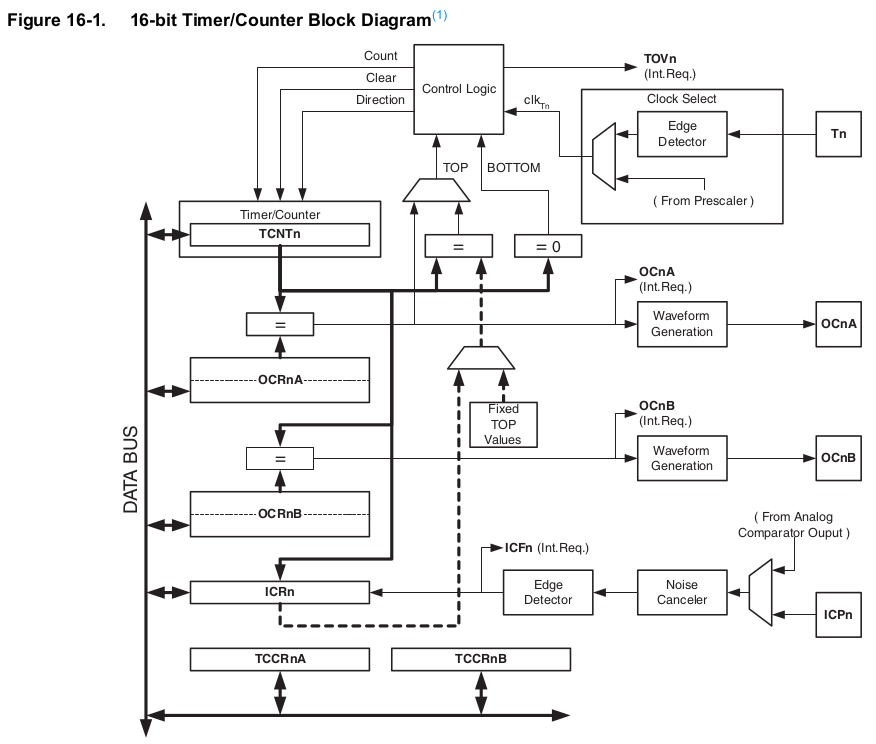 Figure 16-1. 16-bit Timer/Counter Block Diagram(1)
Count
Clear
Direction
Control Logic
TOVn
(Int.Req.)
clkTn
Clock Select
Edge
Detector
Tn
( From Prescaler )
TOP
BOTTOM
Timer/Counter
TCNTn
=
= 0
OCnA
(Int.Req.)
=
Waveform
Generation
OCnA
OCRnA
Fixed
TOP
Values
OCnB
(Int.Req.)
=
Waveform
Generation
OCnB
DATA BUS
OCRnB
( From Analog
Comparator Ouput )
ICFn (Int.Req.)
ICRn
Edge
Detector
Noise
Canceler
ICPn
TCCRnA
TCCRnB